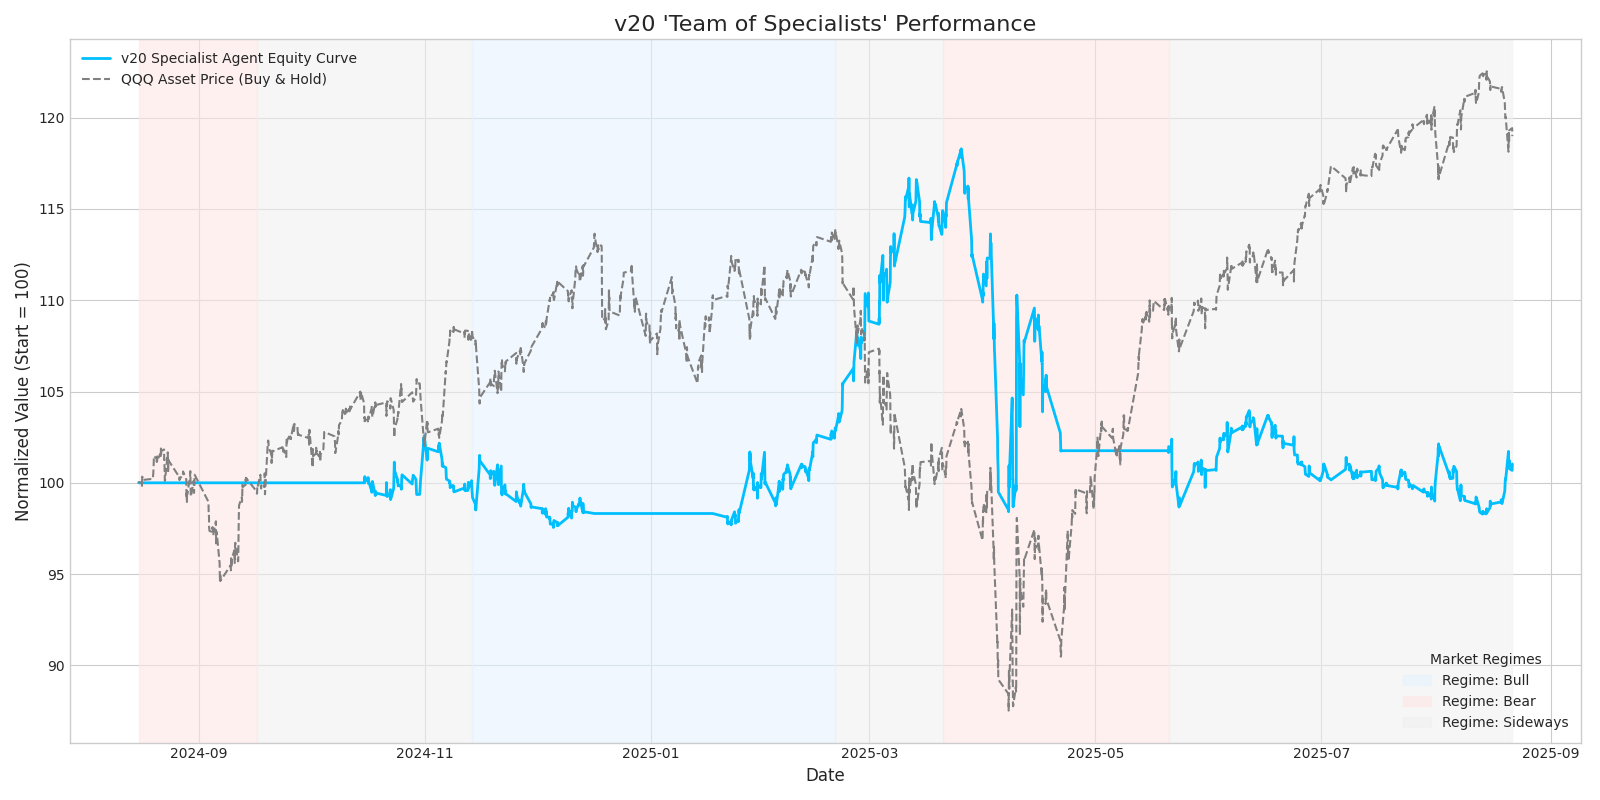 v20 'Team of Specialists' Performance
v20 Specialist Agent Equity Curve
QQQ Asset Price (Buy & Hold)
Normalized Value (Start = 100)
120
115
110
105
100
95
90
Market Regimes
Regime: Bull
Regime: Bear
Regime: Sideways
2024-09
2024-11
2025-01
2025-03
2025-05
2025-07
2025-09
Date